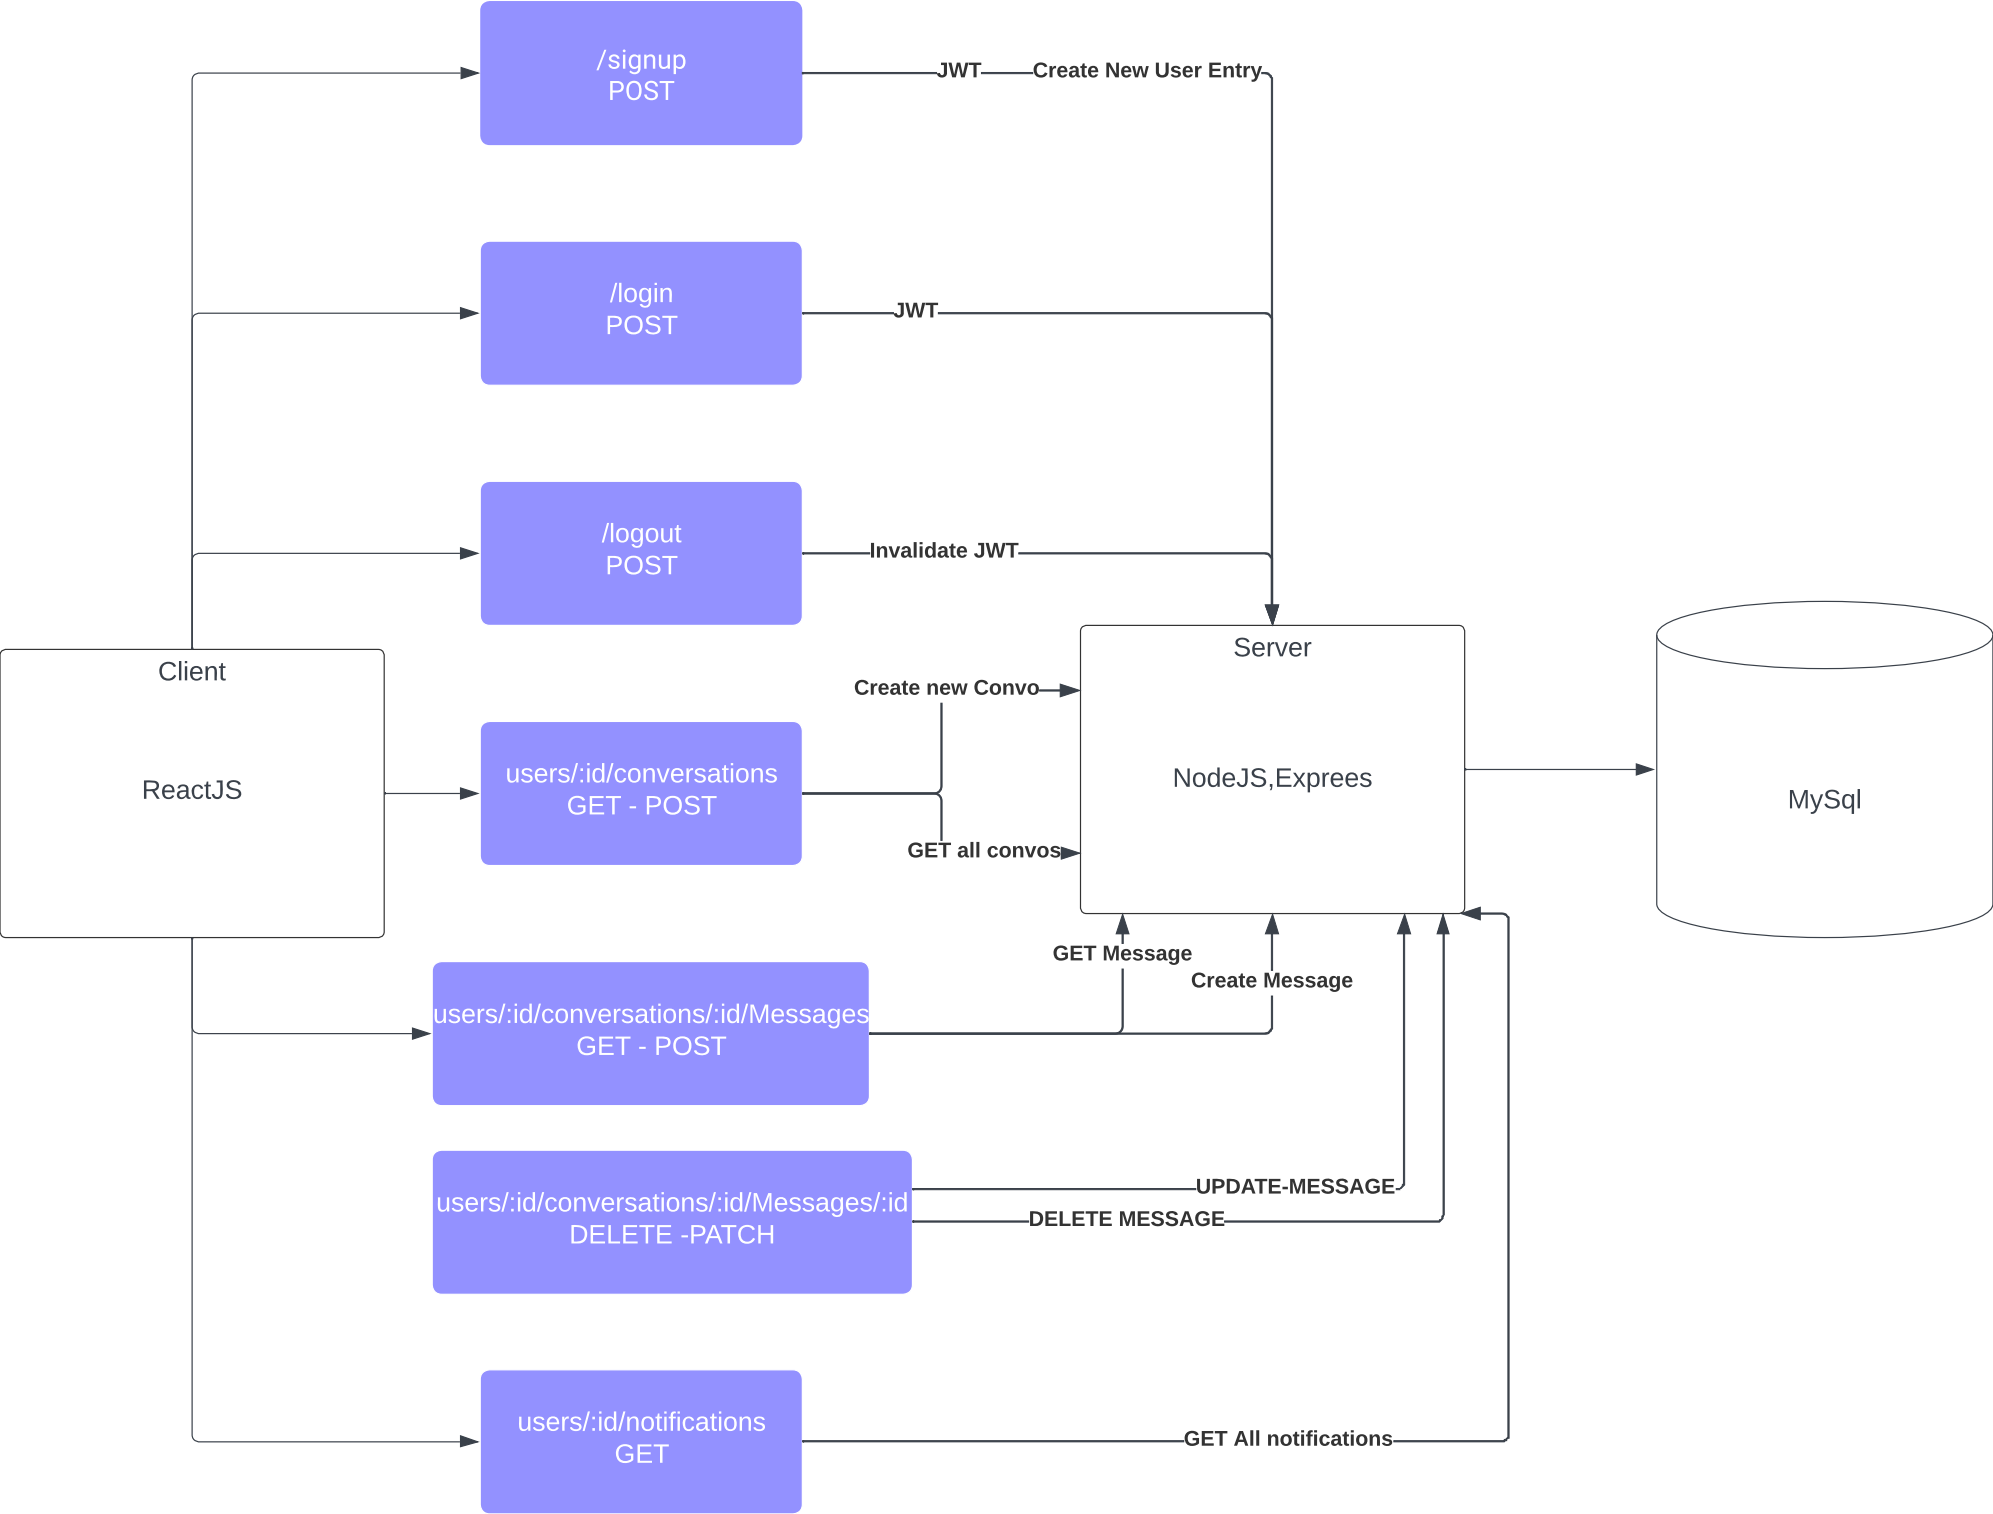 /signup
POST
JWT
Create New User Entry
/login
POST
JWT
/logout
POST
Invalidate JWT
Client
ReactJS
Server
NodeJS,Exprees
MySql
users/:id/conversations
GET - POST
Create new Convo
GET all convos
users/:id/conversations/:id/Messages
GET - POST
GET Message
Create Message
users/:id/conversations/:id/Messages/:id
DELETE -PATCH
UPDATE-MESSAGE
DELETE MESSAGE
users/:id/notifications
GET
GET All notifications